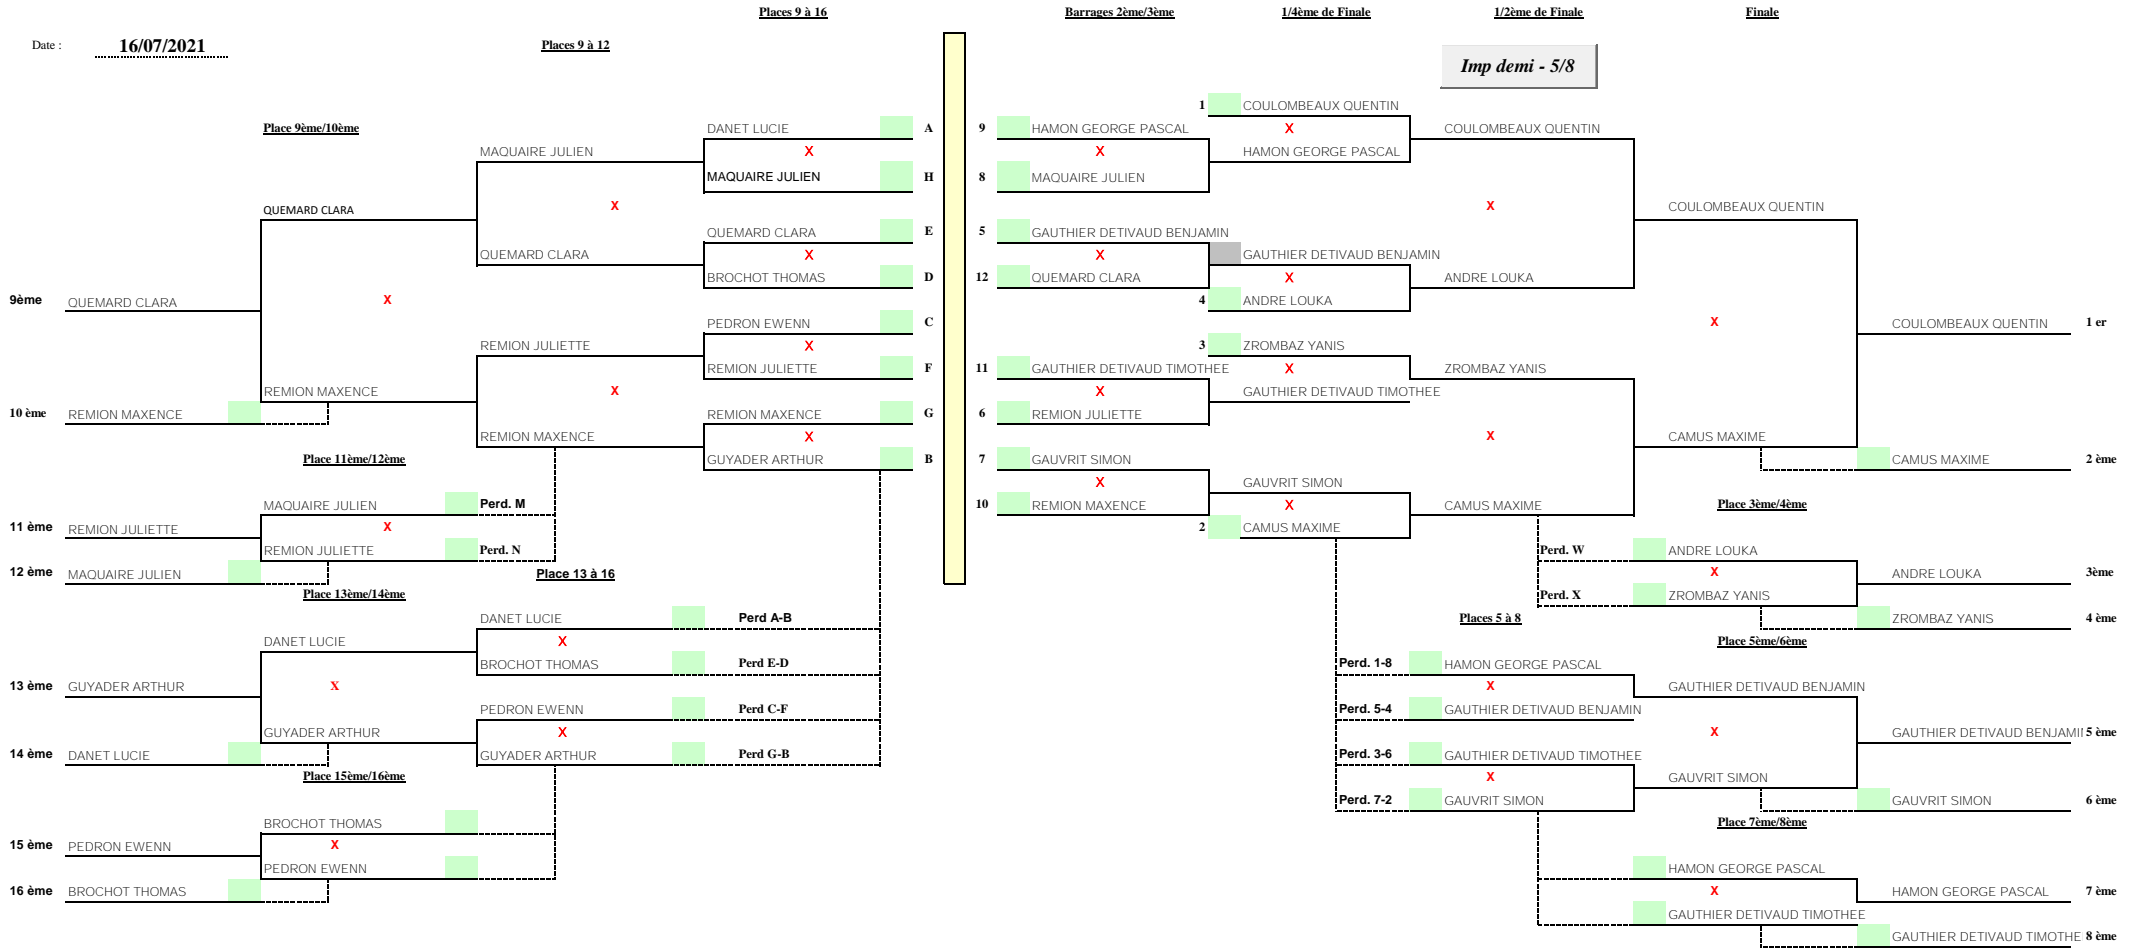 Places 9 à 16
Barrages 2ème/3ème
1/4ème de Finale
1/2ème de Finale
Finale
Date :
16/07/2021
Places 9 à 12
Imp demi - 5/8
Place 9ème/10ème
DANET LUCIE
A
X
MAQUAIRE JULIEN
MAQUAIRE JULIEN
H
X
QUEMARD CLARA
QUEMARD CLARA
E
X
QUEMARD CLARA
BROCHOT THOMAS
D
9ème
QUEMARD CLARA
X
PEDRON EWENN
C
X
REMION JULIETTE
REMION JULIETTE
F
X
REMION MAXENCE
10 ème
REMION MAXENCE
REMION MAXENCE
G
X
REMION MAXENCE
GUYADER ARTHUR
B
Place 11ème/12ème
MAQUAIRE JULIEN
Perd. M
11 ème
REMION JULIETTE
X
REMION JULIETTE
Perd. N
12 ème
MAQUAIRE JULIEN
Place 13 à 16
Place 13ème/14ème
DANET LUCIE
Perd A-B
DANET LUCIE
X
BROCHOT THOMAS
Perd E-D
13 ème
GUYADER ARTHUR
X
PEDRON EWENN
Perd C-F
GUYADER ARTHUR
X
GUYADER ARTHUR
Perd G-B
14 ème
DANET LUCIE
Place 15ème/16ème
BROCHOT THOMAS
15 ème
PEDRON EWENN
X
PEDRON EWENN
16 ème
BROCHOT THOMAS
1
COULOMBEAUX QUENTIN
9
HAMON GEORGE PASCAL
X
COULOMBEAUX QUENTIN
X
HAMON GEORGE PASCAL
8
MAQUAIRE JULIEN
X
COULOMBEAUX QUENTIN
5
GAUTHIER DETIVAUD BENJAMIN
X
GAUTHIER DETIVAUD BENJAMIN
12
QUEMARD CLARA
X
ANDRE LOUKA
4
ANDRE LOUKA
X
COULOMBEAUX QUENTIN
1 er
3
ZROMBAZ YANIS
11
GAUTHIER DETIVAUD TIMOTHEE
X
ZROMBAZ YANIS
X
GAUTHIER DETIVAUD TIMOTHEE
6
REMION JULIETTE
X
CAMUS MAXIME
7
GAUVRIT SIMON
CAMUS MAXIME
2 ème
X
GAUVRIT SIMON
10
REMION MAXENCE
X
CAMUS MAXIME
Place 3ème/4ème
2
CAMUS MAXIME
Perd. W
ANDRE LOUKA
X
ANDRE LOUKA
3ème
Perd. X
ZROMBAZ YANIS
Places 5 à 8
ZROMBAZ YANIS
4 ème
Place 5ème/6ème
Perd. 1-8
HAMON GEORGE PASCAL
X
GAUTHIER DETIVAUD BENJAMIN
Perd. 5-4
GAUTHIER DETIVAUD BENJAMIN
X
GAUTHIER DETIVAUD BENJAMI
5 ème
Perd. 3-6
GAUTHIER DETIVAUD TIMOTHEE
X
GAUVRIT SIMON
Perd. 7-2
GAUVRIT SIMON
GAUVRIT SIMON
6 ème
Place 7ème/8ème
HAMON GEORGE PASCAL
X
HAMON GEORGE PASCAL
7 ème
GAUTHIER DETIVAUD TIMOTHEE
GAUTHIER DETIVAUD TIMOTHE
8 ème